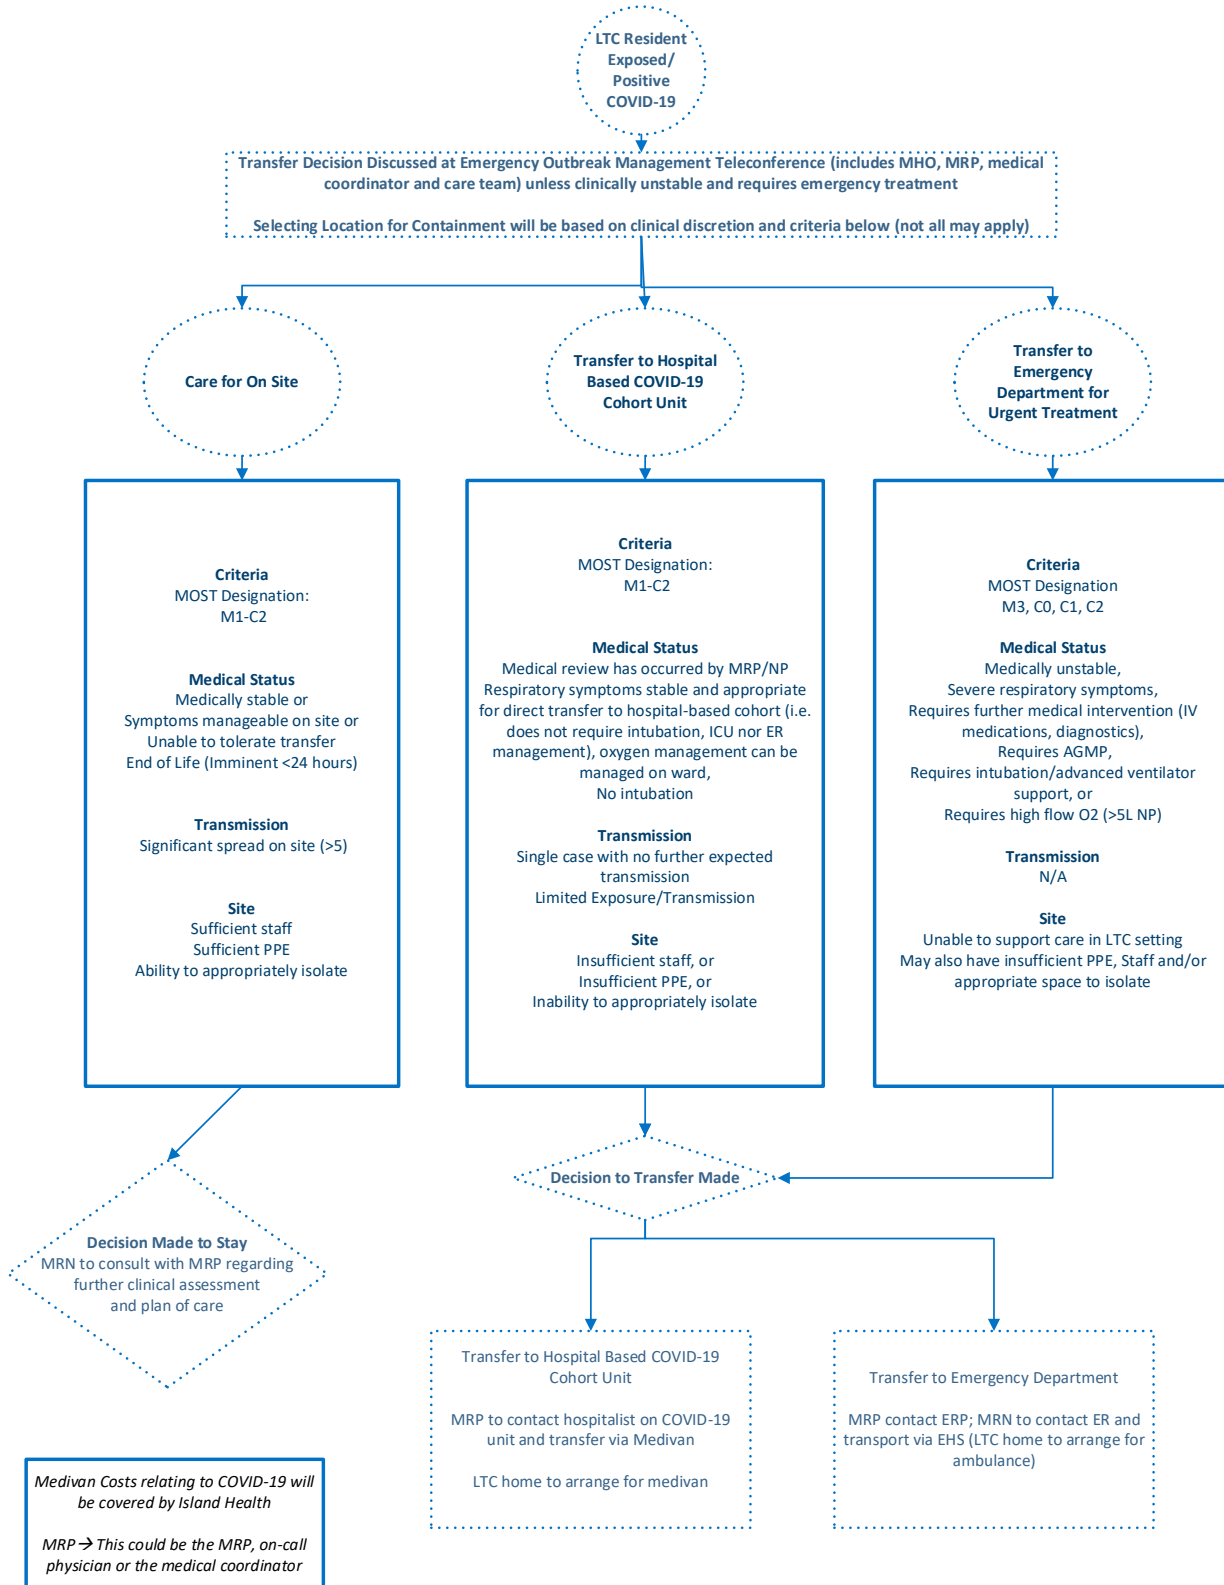 LTC Resident
Exposed/
Positive
COVID-19
Transfer Decision Discussed at Emergency Outbreak Management Teleconference (includes MHO, MRP, medical
coordinator and care team) unless clinically unstable and requires emergency treatment
Selecting Location for Containment will be based on clinical discretion and criteria below (not all may apply)
Care for On Site
Transfer to Hospital
Based COVID-19
Cohort Unit
Transfer to
Emergency
Department for
Urgent Treatment
Criteria
MOST Designation:
M1-C2
Medical Status
Medically stable or
Symptoms manageable on site or
Unable to tolerate transfer
End of Life (Imminent <24 hours)
Transmission
Significant spread on site (>5)
Site
Sufficient staff
Sufficient PPE
Ability to appropriately isolate
Criteria
MOST Designation:
M1-C2
Medical Status
Medical review has occurred by MRP/NP
Respiratory symptoms stable and appropriate
for direct transfer to hospital-based cohort (i.e.
does not require intubation, ICU nor ER
management), oxygen management can be
managed on ward,
No intubation
Transmission
Single case with no further expected
transmission
Limited Exposure/Transmission
Site
Insufficient staff, or
Insufficient PPE, or
Inability to appropriately isolate
Criteria
MOST Designation
M3, C0, C1, C2
Medical Status
Medically unstable,
Severe respiratory symptoms,
Requires further medical intervention (IV
medications, diagnostics),
Requires AGMP,
Requires intubation/advanced ventilator
support, or
Requires high flow O2 (>5L NP)
Transmission
N/A
Site
Unable to support care in LTC setting
May also have insufficient PPE, Staff and/or
appropriate space to isolate
Decision to Transfer Made
Decision Made to Stay
MRN to consult with MRP regarding
further clinical assessment
and plan of care
Transfer to Hospital Based COVID-19
Cohort Unit
MRP to contact hospitalist on COVID-19
unit and transfer via Medivan
LTC home to arrange for medivan
Transfer to Emergency Department
MRP contact ERP; MRN to contact ER and
transport via EHS (LTC home to arrange for
ambulance)
Medivan Costs relating to COVID-19 will
be covered by Island Health
MRP → This could be the MRP, on-call
physician or the medical coordinator